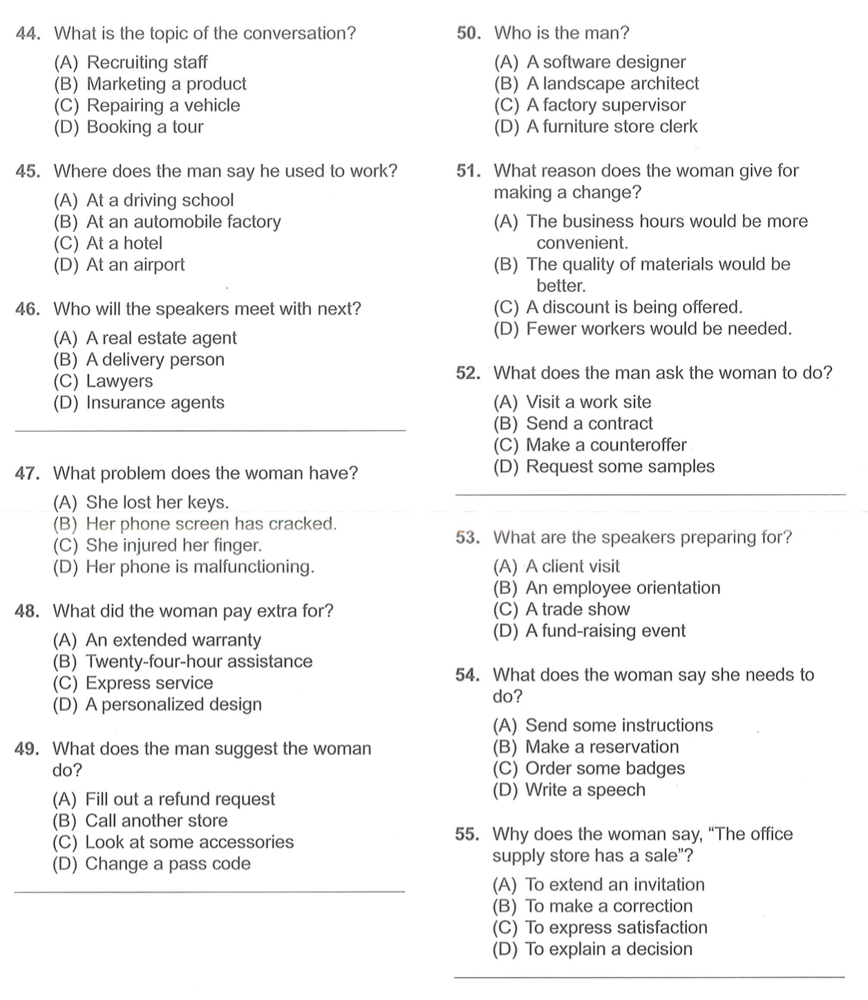 44. What is the topic of the conversation?
(A) Recruiting staff
(B) Marketing a product
(C) Repairing a vehicle
(D) Booking a tour
45. Where does the man say he used to work?
(A) At a driving school
(B) At an automobile factory
(C) At a hotel
(D) At an airport
46. Who will the speakers meet with next?
(A) A real estate agent
(B) A delivery person
(C) Lawyers
(D) Insurance agents
47. What problem does the woman have?
(A) She lost her keys.
(B) Her phone screen has cracked.
(C) She injured her finger.
(D) Her phone is malfunctioning.
48. What did the woman pay extra for?
(A) An extended warranty
(B) Twenty-four-hour assistance
(C) Express service
(D) A personalized design
49. What does the man suggest the woman
do?
(A) Fill out a refund request
(B) Call another store
(C) Look at some accessories
(D) Change a pass code
50. Who is the man?
(A) A software designer
(B) A landscape architect
(C) A factory supervisor
(D) A furniture store clerk
51. What reason does the woman give for
making a change?
(A) The business hours would be more
convenient.
(B) The quality of materials would be
better.
(C) A discount is being offered.
(D) Fewer workers would be needed.
52. What does the man ask the woman to do?
(A) Visit a work site
(B) Send a contract
(C) Make a counteroffer
(D) Request some samples
53. What are the speakers preparing for?
(A) A client visit
(B) An employee orientation
(C) A trade show
(D) A fund-raising event
54. What does the woman say she needs to
do?
(A) Send some instructions
(B) Make a reservation
(C) Order some badges
(D) Write a speech
55. Why does the woman say, “The office
supply store has a sale”?
(A) To extend an invitation
(B) To make a correction
(C) To express satisfaction
(D) To explain a decision